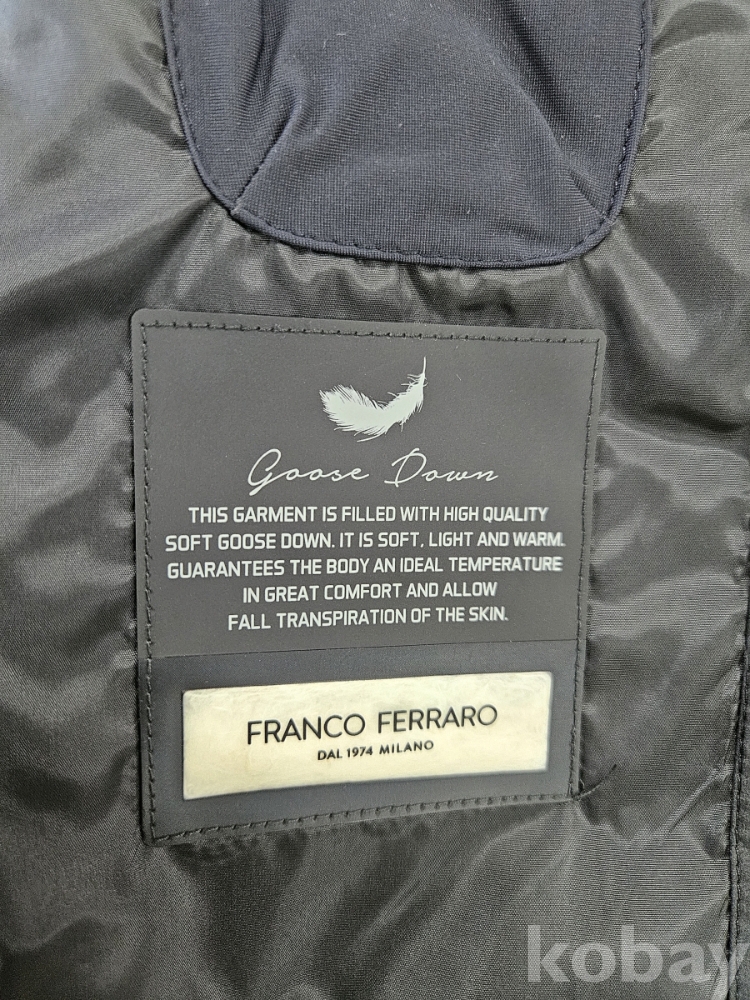 Goose Down
THIS GARMENT IS FILLED WITH HIGH QUALITY
SOFT GOOSE DOWN. IT IS SOFT, LIGHT AND WARM.
GUARANTEES THE BODY AN IDEAL TEMPERATURE
IN GREAT COMFORT AND ALLOW
FALL TRANSPIRATION OF THE SKIN.
FRANCO FERRARO
DAL 1974 MILANO
kobay